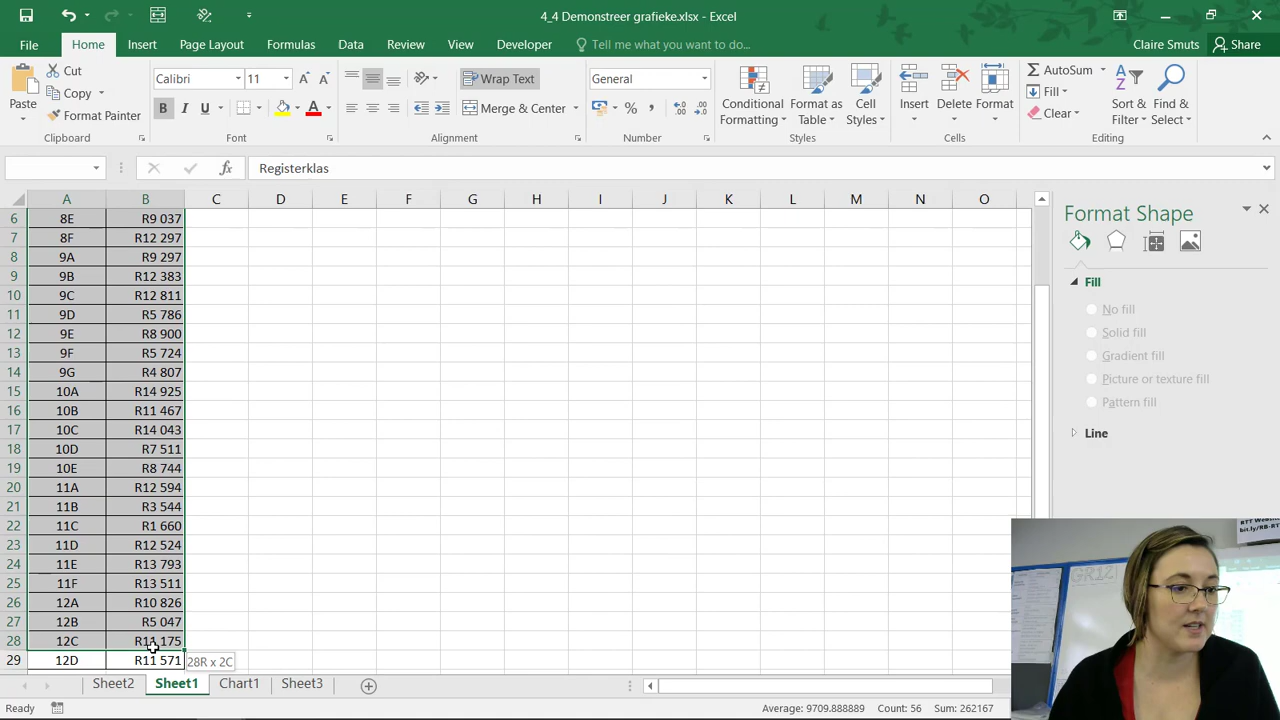 4_4 Demonstreer grafieke.xlsx - Excel
File Home Insert Page Layout Formulas Data Review View Developer Tell me what you want to do... Claire Smuts Share
Paste Cut Copy Format Painter
Calibri 11
B I U
Wrap Text
Merge & Center
General
%
Conditional Formatting Format as Table Cell Styles
Insert Delete Format
AutoSum Fill Clear
Sort & Filter Find & Select
Clipboard Font Alignment Number Styles Cells Editing
Registerklas
A B C D E F G H I J K L M N O
6 8E R9 037
7 8F R12 297
8 9A R9 297
9 9B R12 383
10 9C R12 811
11 9D R5 786
12 9E R8 900
13 9F R5 724
14 9G R4 807
15 10A R14 925
16 10B R11 467
17 10C R14 043
18 10D R7 511
19 10E R8 744
20 11A R12 594
21 11B R3 544
22 11C R1 660
23 11D R12 524
24 11E R13 793
25 11F R13 511
26 12A R10 826
27 12B R5 047
28 12C R11 175
29 12D R11 571
28R x 2C
Format Shape
Fill
No fill
Solid fill
Gradient fill
Picture or texture fill
Pattern fill
Line
RTT Website
bit.ly/RB-RT
GR12
Sheet2 Sheet1 Chart1 Sheet3
Ready Average: 9709.888889 Count: 56 Sum: 262167